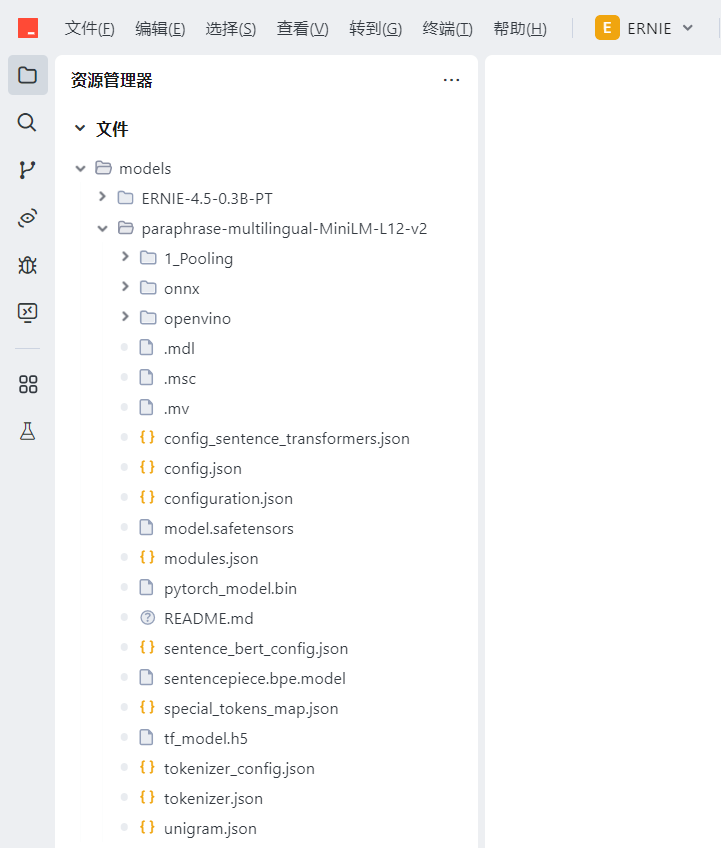 文件(F) 编辑(E) 选择(S) 查看(V) 转到(G) 终端(T) 帮助(H) E ERNIE
资源管理器 ...
文件
models
ERNIE-4.5-0.3B-PT
paraphrase-multilingual-MiniLM-L12-v2
1_Pooling
onnx
openvino
.mdl
.msc
.mv
{} config_sentence_transformers.json
{} config.json
{} configuration.json
model.safetensors
{} modules.json
pytorch_model.bin
? README.md
{} sentence_bert_config.json
sentencepiece.bpe.model
{} special_tokens_map.json
tf_model.h5
{} tokenizer_config.json
{} tokenizer.json
{} unigram.json